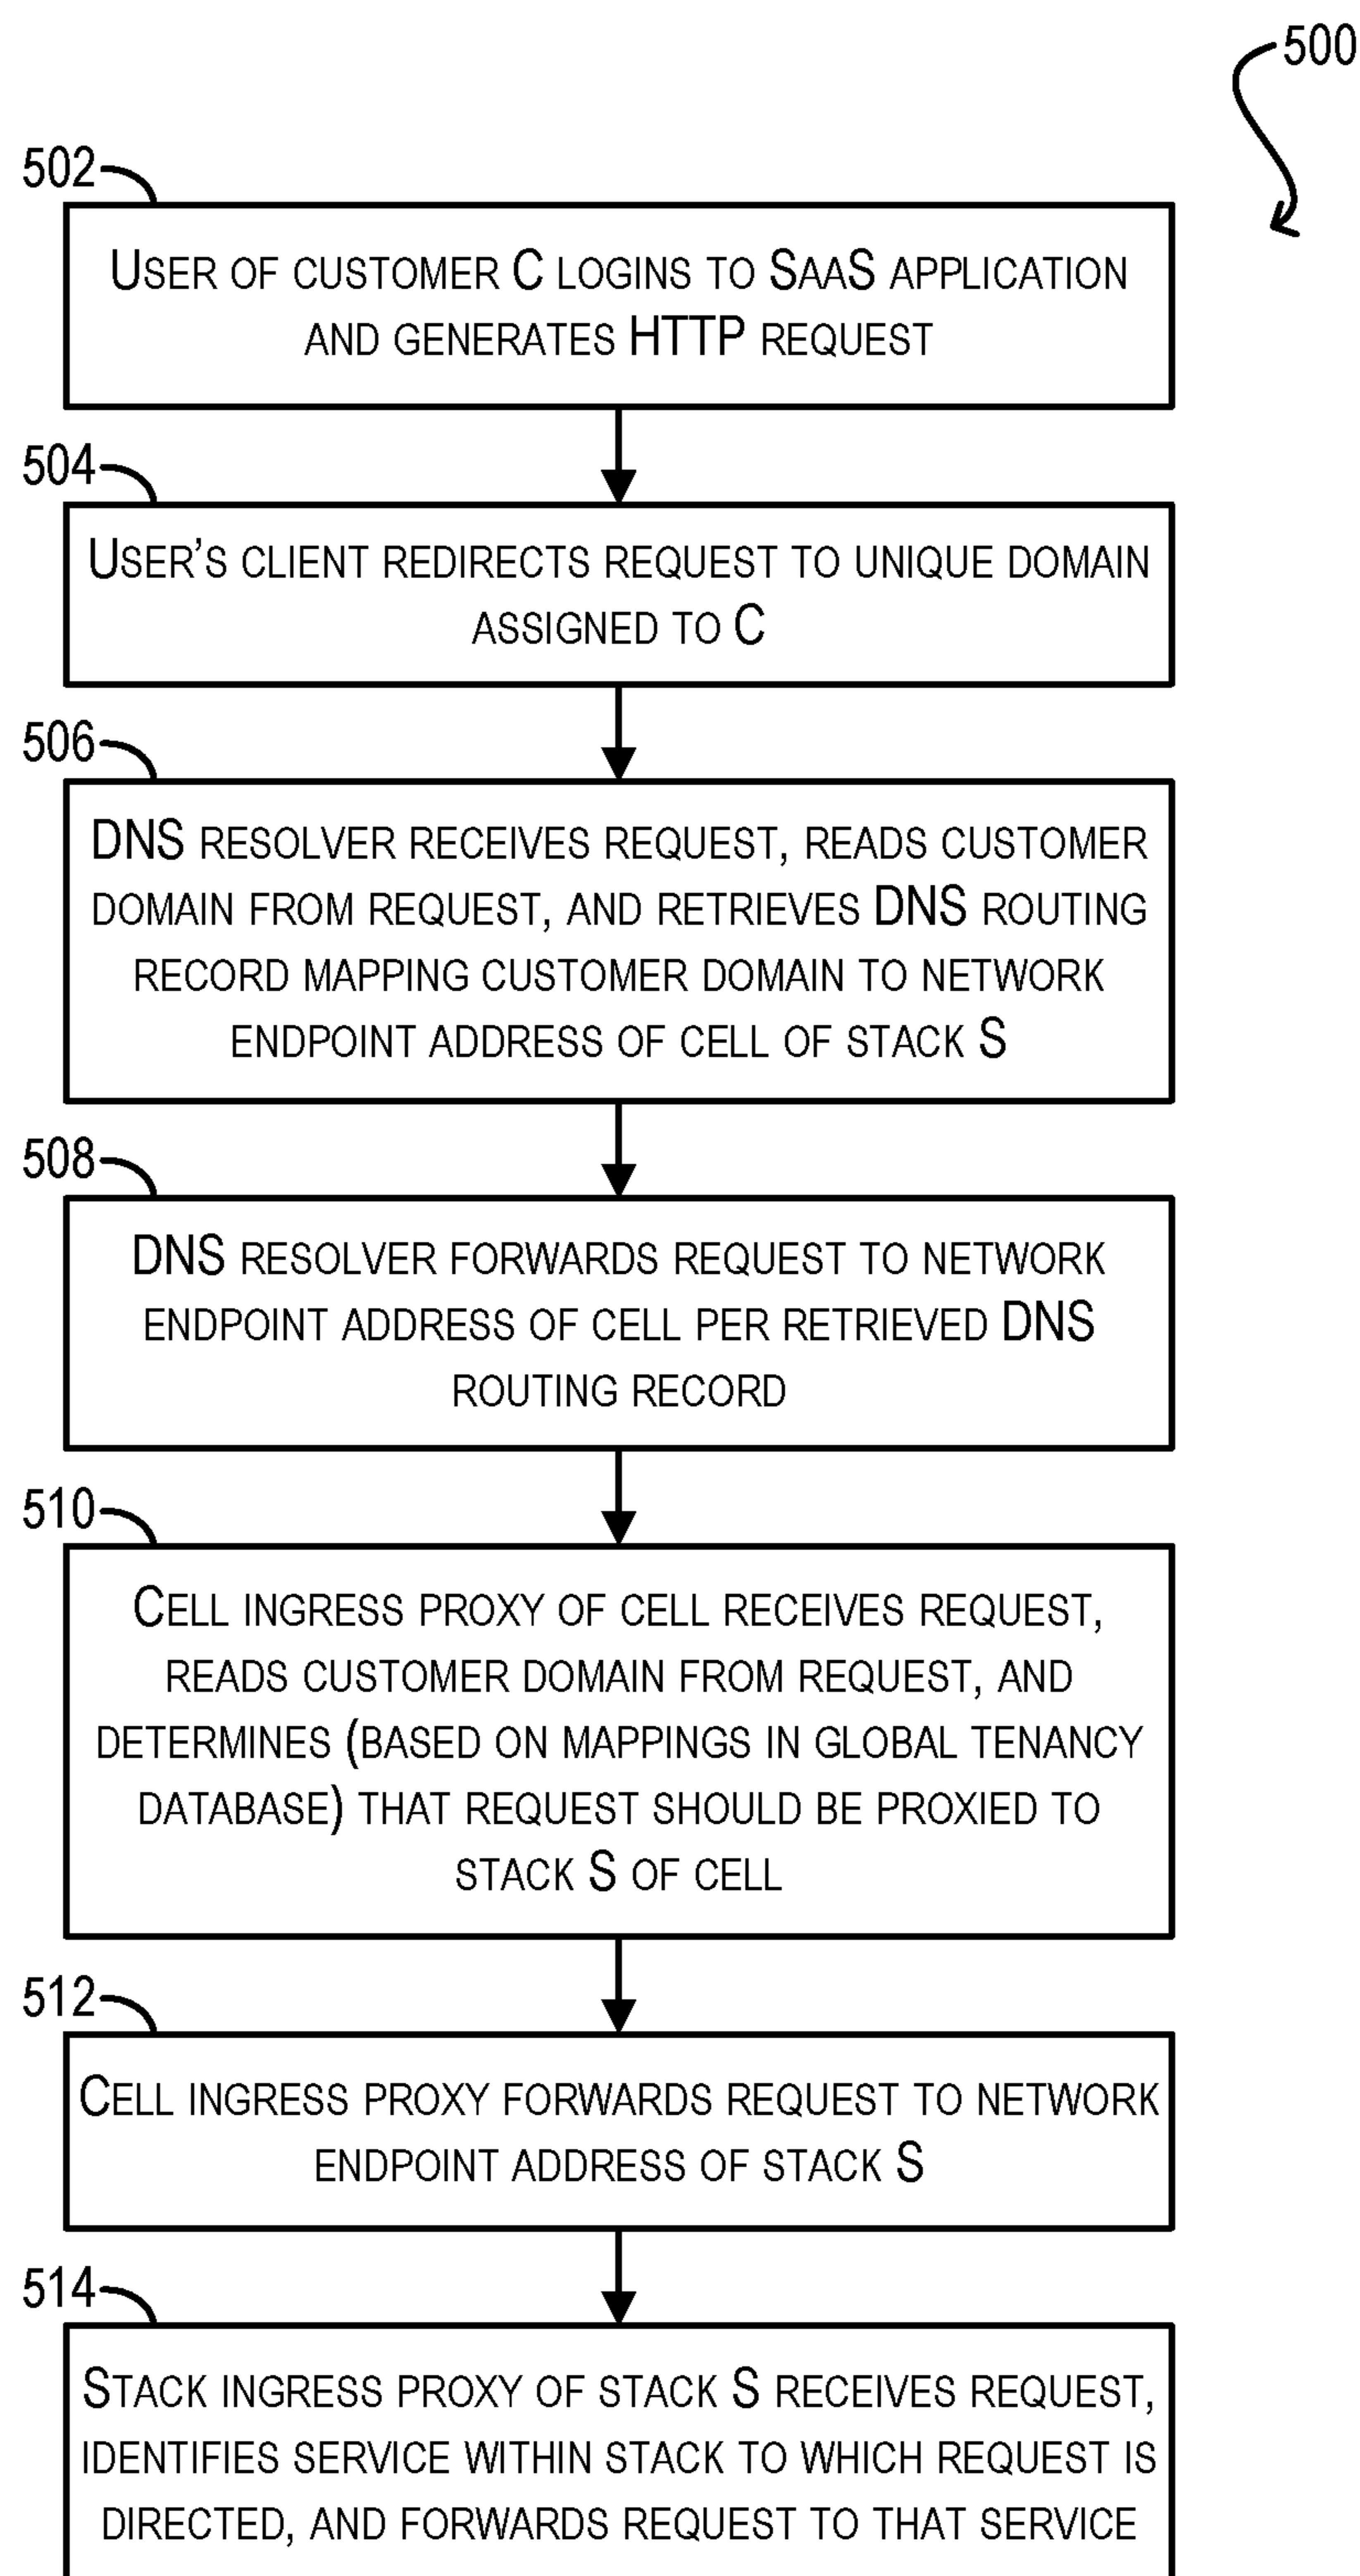 500
502
User of customer C logins to SaaS application
and generates HTTP request
504
User's client redirects request to unique domain
assigned to C
506
DNS resolver receives request, reads customer
domain from request, and retrieves DNS routing
record mapping customer domain to network
endpoint address of cell of stack S
508
DNS resolver forwards request to network
endpoint address of cell per retrieved DNS
routing record
510
Cell ingress proxy of cell receives request,
reads customer domain from request, and
determines (based on mappings in global tenancy
database) that request should be proxied to
stack S of cell
512
Cell ingress proxy forwards request to network
endpoint address of stack S
514
Stack ingress proxy of stack S receives request,
identifies service within stack to which request is
directed, and forwards request to that service